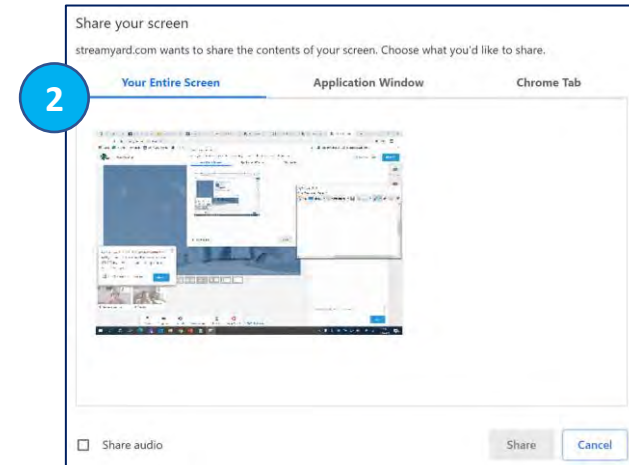 Share your screen
streamyard.com wants to share the contents of your screen. Choose what you'd like to share.
2
Your Entire Screen
Application Window
Chrome Tab
Share audio
Share
Cancel